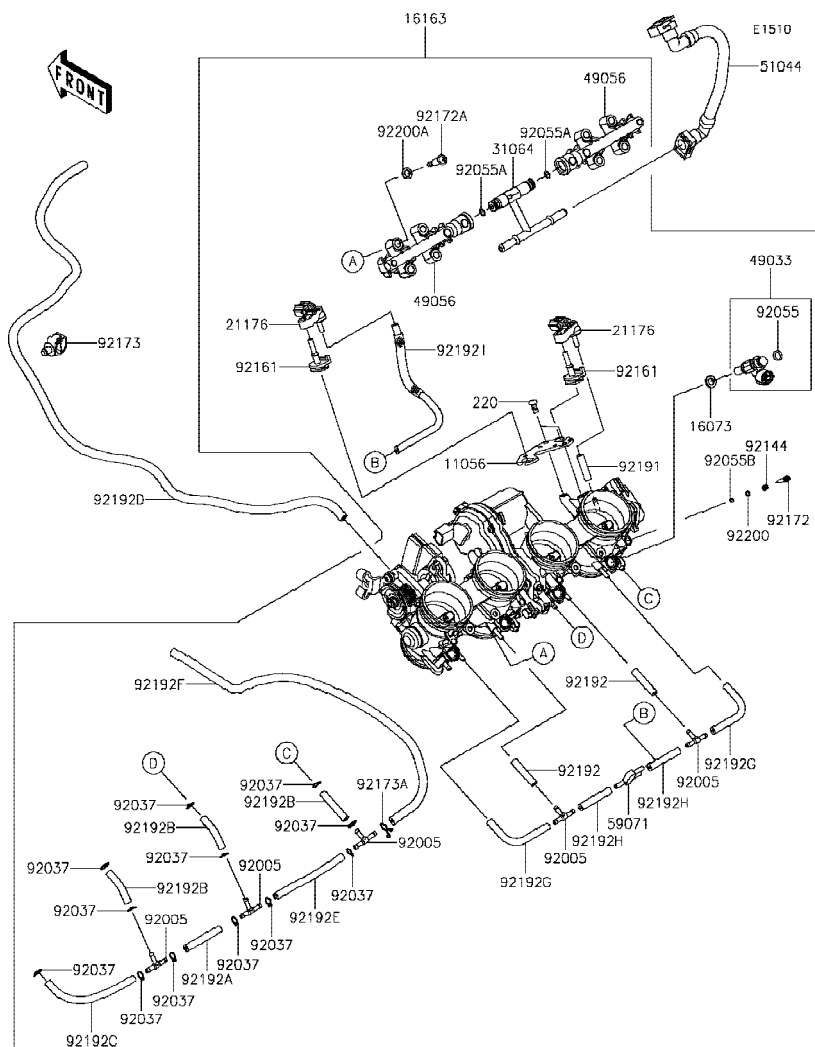 16163
E1510
51044
FRONT
49056
92172A
92200A
92055A
31064
92055A
A
49033
92055
49056
21176
21176
92173
92192I
92161
92161
220
16073
B
11056
92191
92144
92055B
92192D
92200
92172
C
D
A
92192F
92192
B
D
C
92192
92173A
92037
92037
92192B
92005
92192G
92192B
92037
92192H
59071
92037
92037
92005
92005
92192H
92005
92192B
92037
92192G
92037
92005
92192E
92037
92037
92037
92192A
92037
92037
92192C